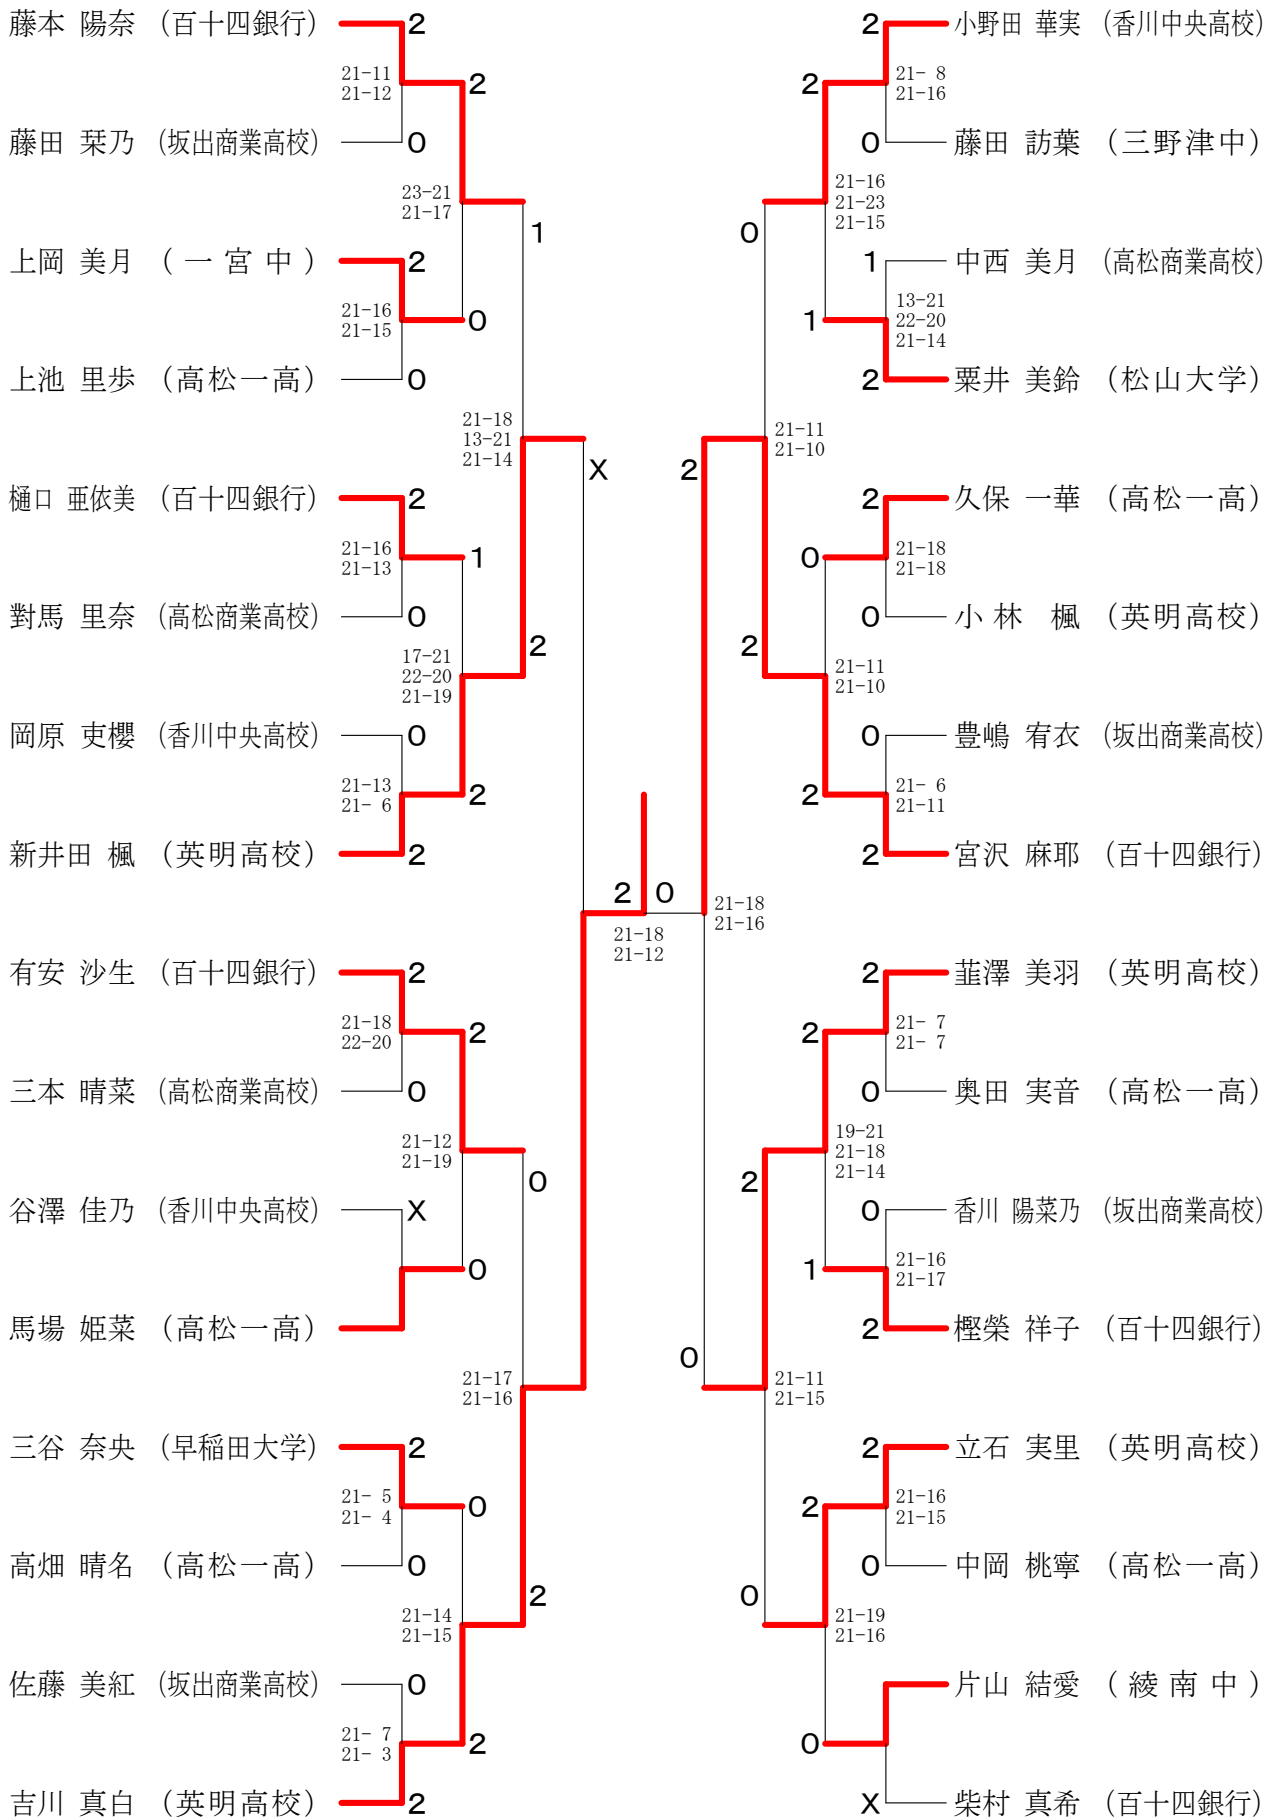 藤本 陽奈 (百十四銀行) 2
21-11
21-12
2
藤田 栞乃 (坂出商業高校) 0
23-21
21-17
1
上岡 美月 (一宮中) 2
21-16
21-15
0
上池 里歩 (高松一高) 0
21-18
13-21
21-14
X
樋口 亜依美 (百十四銀行) 2
21-16
21-13
1
對馬 里奈 (高松商業高校) 0
17-21
22-20
21-19
2
岡原 吏櫻 (香川中央高校) 0
21-13
21- 6
2
新井田 楓 (英明高校) 2
2 0
21-18
21-12
有安 沙生 (百十四銀行) 2
21-18
22-20
2
三本 晴菜 (高松商業高校) 0
21-12
21-19
0
谷澤 佳乃 (香川中央高校) X
0
馬場 姫菜 (高松一高)
21-17
21-16
三谷 奈央 (早稲田大学) 2
21- 5
21- 4
0
高畑 晴名 (高松一高) 0
21-14
21-15
2
佐藤 美紅 (坂出商業高校) 0
21- 7
21- 3
2
吉川 真白 (英明高校) 2
2 小野田 華実 (香川中央高校)
2
21- 8
21-16
0 藤田 訪葉 (三野津中)
0
21-16
21-23
21-15
1 中西 美月 (高松商業高校)
1
13-21
22-20
21-14
2 粟井 美鈴 (松山大学)
2
21-11
21-10
2 久保 一華 (高松一高)
0
21-18
21-18
0 小林 楓 (英明高校)
2
21-11
21-10
0 豊嶋 宥衣 (坂出商業高校)
2
21- 6
21-11
2 宮沢 麻耶 (百十四銀行)
21-18
21-16
2 韮澤 美羽 (英明高校)
2
21- 7
21- 7
0 奥田 実音 (高松一高)
2
19-21
21-18
21-14
0 香川 陽菜乃 (坂出商業高校)
1
21-16
21-17
2 樫榮 祥子 (百十四銀行)
0
21-11
21-15
2 立石 実里 (英明高校)
2
21-16
21-15
0 中岡 桃寧 (高松一高)
0
21-19
21-16
片山 結愛 (綾南中)
0
X 柴村 真希 (百十四銀行)